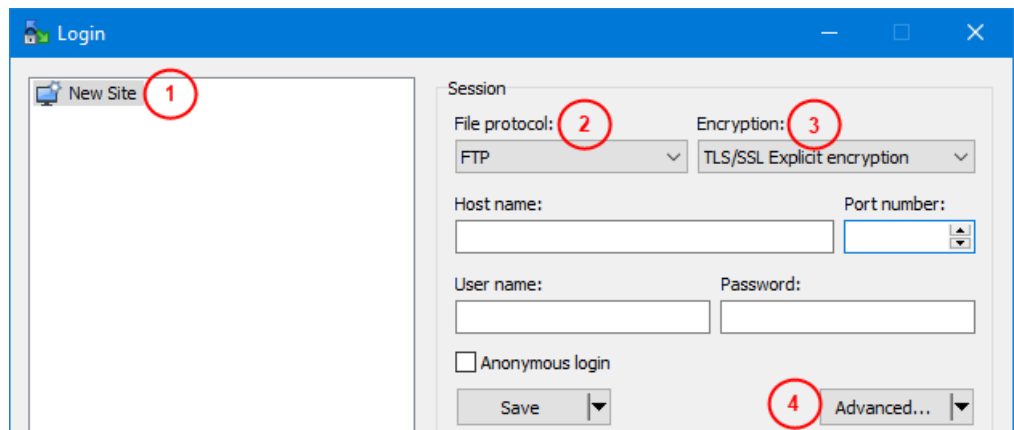 Login
New Site 1
Session
File protocol: 2 Encryption: 3
FTP TLS/SSL Explicit encryption
Host name: Port number:
User name: Password:
Anonymous login
Save 4 Advanced...